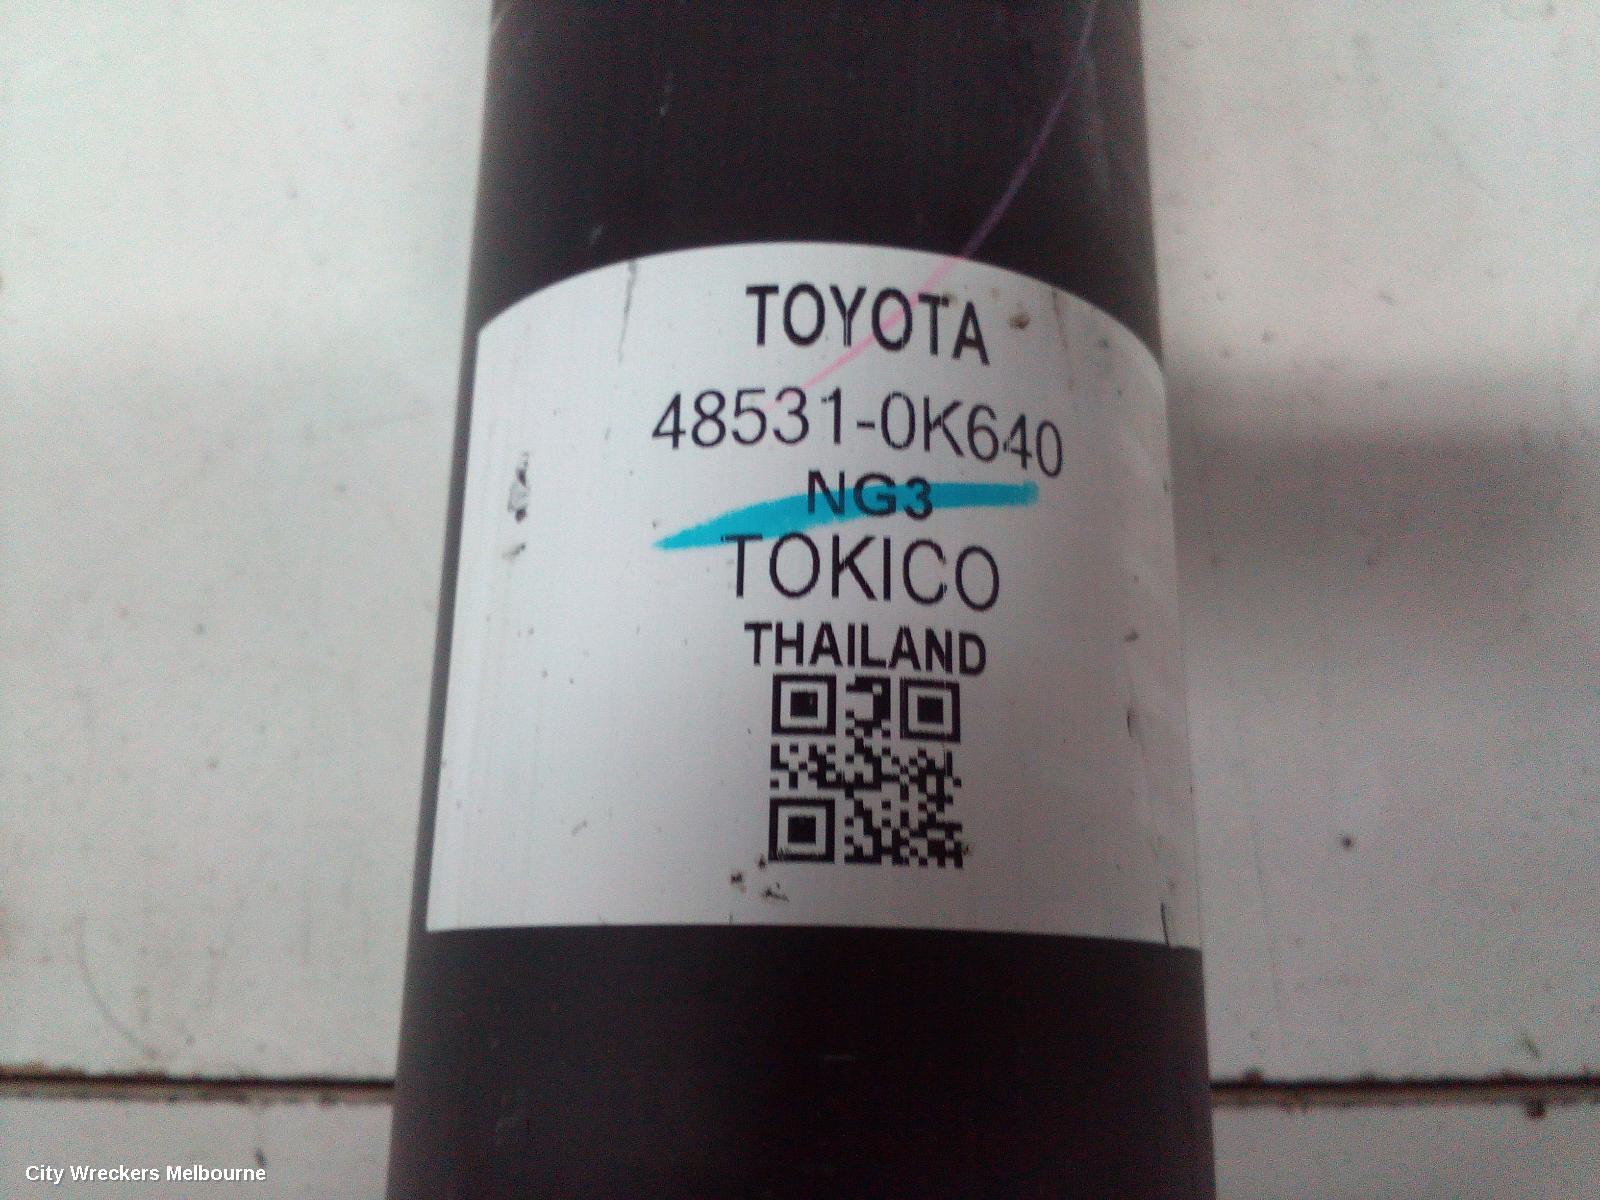 TOYOTA
48531-0K640
NG3
TOKICO
THAILAND
City Wreckers Melbourne